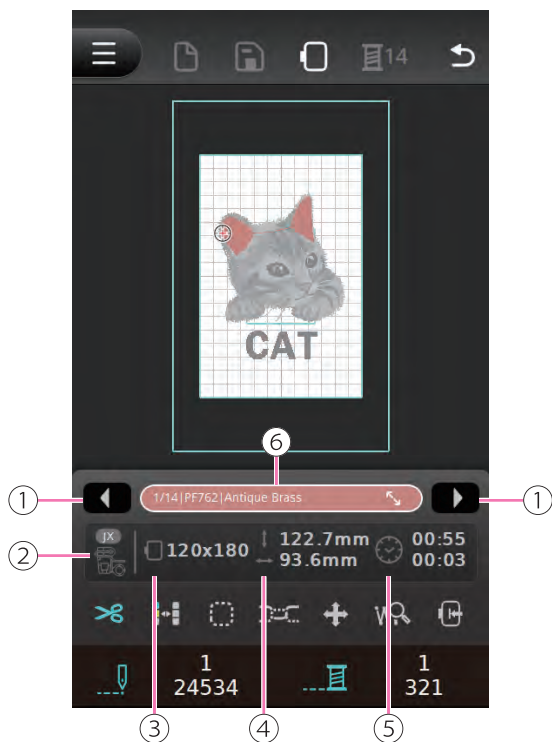 14
CAT
⑥
① 1/14|PF762|Antique Brass ①
② JX 120x180 122.7mm 00:55
93.6mm 00:03
1 1
24534 321
③ ④ ⑤